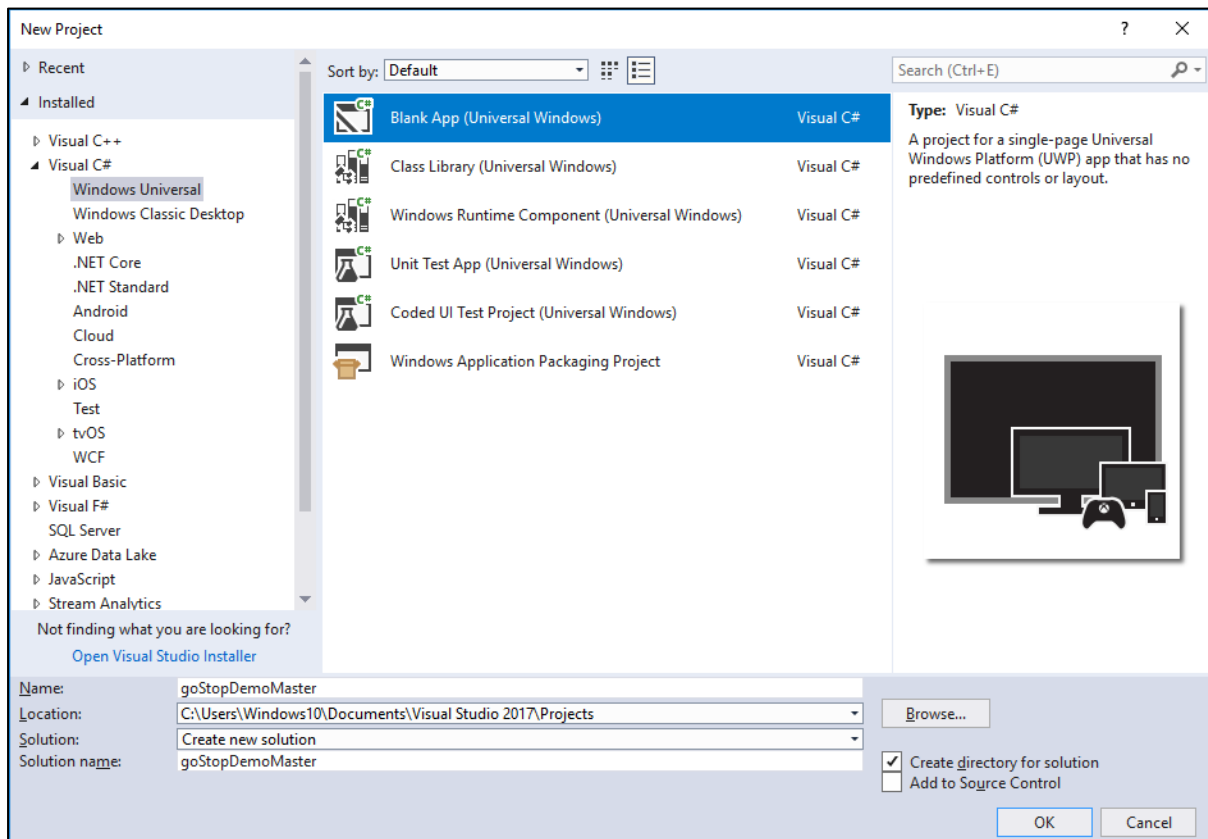 New Project
?
Recent
Installed
Visual C++
Visual C#
Windows Universal
Windows Classic Desktop
Web
.NET Core
.NET Standard
Android
Cloud
Cross-Platform
iOS
Test
tvOS
WCF
Visual Basic
Visual F#
SQL Server
Azure Data Lake
JavaScript
Stream Analytics
Not finding what you are looking for?
Open Visual Studio Installer
Sort by: Default
C# Blank App (Universal Windows) Visual C#
C# Class Library (Universal Windows) Visual C#
C# Windows Runtime Component (Universal Windows) Visual C#
C# Unit Test App (Universal Windows) Visual C#
C# Coded UI Test Project (Universal Windows) Visual C#
Windows Application Packaging Project Visual C#
Search (Ctrl+E)
Type: Visual C#
A project for a single-page Universal
Windows Platform (UWP) app that has no
predefined controls or layout.
Name: goStopDemoMaster
Location: C:\Users\Windows10\Documents\Visual Studio 2017\Projects
Browse...
Solution: Create new solution
Solution name: goStopDemoMaster
Create directory for solution
Add to Source Control
OK Cancel